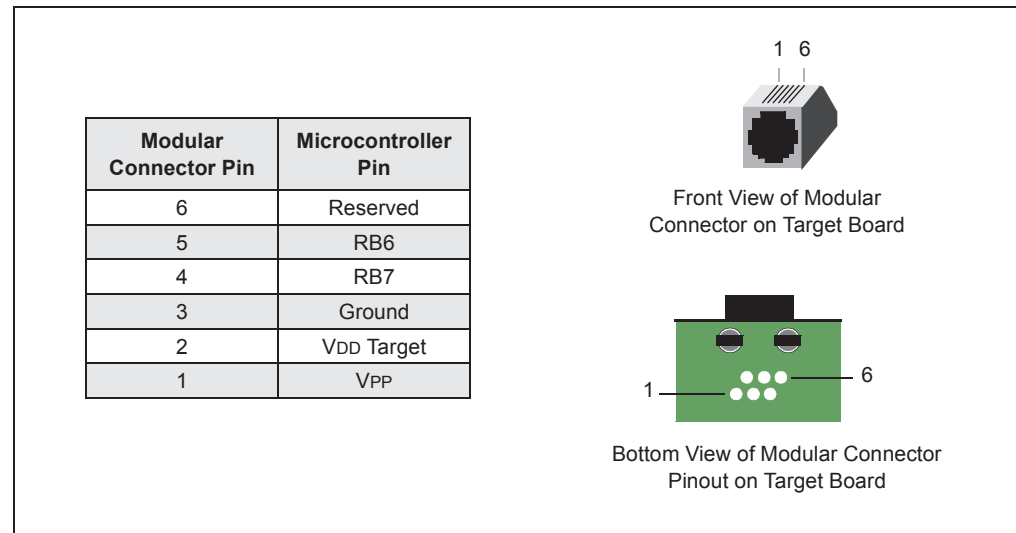 Modular
Connector Pin
Microcontroller
Pin
6 Reserved
5 RB6
4 RB7
3 Ground
2 VDD Target
1 VPP
1 6
Front View of Modular
Connector on Target Board
1
6
Bottom View of Modular Connector
Pinout on Target Board